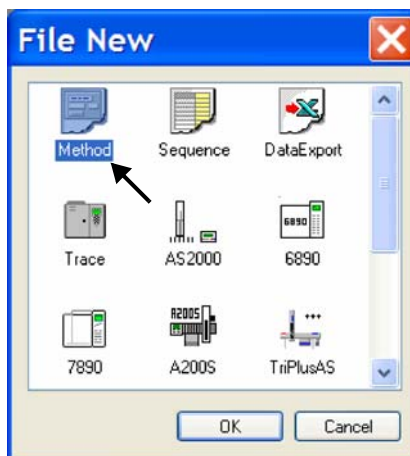 File New
Method Sequence DataExport
6890
Trace AS2000 6890
A200S
7890 A200S TriPlusAS
OK Cancel